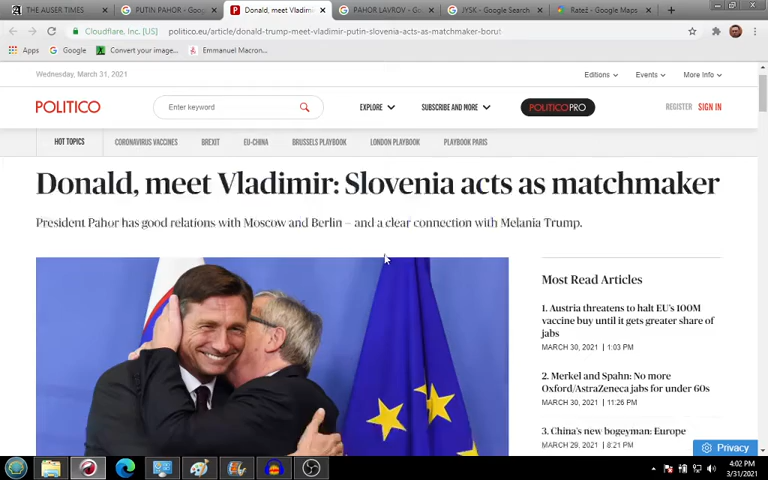 THE AUSER TIMES
PUTIN PAHOR - Goog
Donald, meet Vladimi
PAHOR LAVROV - Goo
JYSK - Google Search
Ratež - Google Maps
Cloudflare, Inc. [US]
politico.eu/article/donald-trump-meet-vladimir-putin-slovenia-acts-as-matchmaker-boru
Apps
Google
Convert your image...
Emmanuel Macron...
Wednesday, March 31, 2021
Editions
Events
More Info
POLITICO
Enter keyword
EXPLORE
SUBSCRIBE AND MORE
POLITICOPRO
REGISTER
SIGN IN
HOT TOPICS
CORONAVIRUS VACCINES
BREXIT
EU-CHINA
BRUSSELS PLAYBOOK
LONDON PLAYBOOK
PLAYBOOK PARIS
Donald, meet Vladimir: Slovenia acts as matchmaker
President Pahor has good relations with Moscow and Berlin – and a clear connection with Melania Trump.
Most Read Articles
1. Austria threatens to halt EU's 100M
vaccine buy until it gets greater share of
jabs
MARCH 30, 2021 | 1:03 PM
2. Merkel and Spahn: No more
Oxford/AstraZeneca jabs for under 60s
MARCH 30, 2021 | 11:26 PM
3. China's new bogeyman: Europe
MARCH 29, 2021 | 8:21 PM
Privacy
4:02 PM
3/31/2021